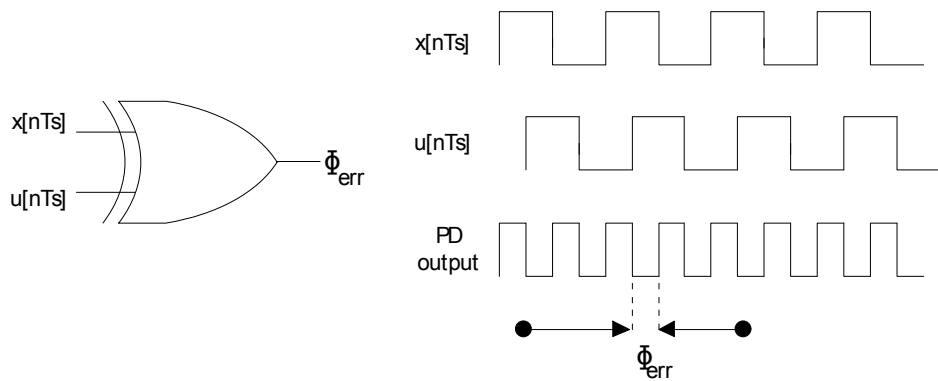 x[nTs]
u[nTs]
Φerr
x[nTs]
u[nTs]
PD
output
Φerr